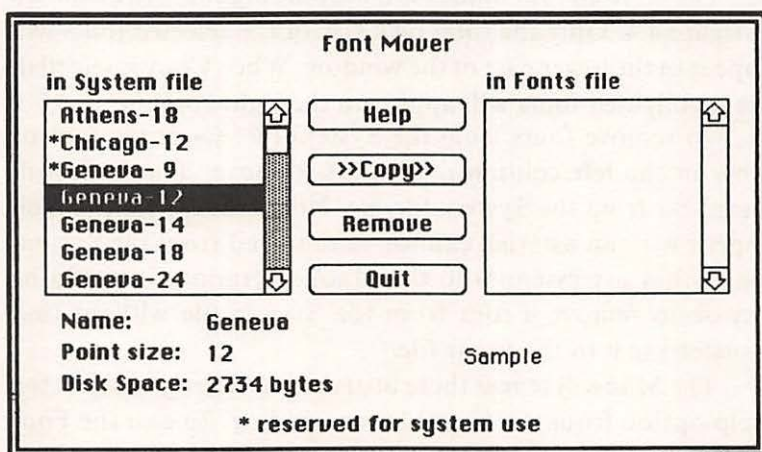 Font Mover
in System file
in Fonts file
Athens-18
*Chicago-12
*Geneva-9
Geneva-12
Geneva-14
Geneva-18
Geneva-24
Help
>>Copy>>
Remove
Quit
Name: Geneva
Point size: 12
Disk Space: 2734 bytes
Sample
* reserved for system use